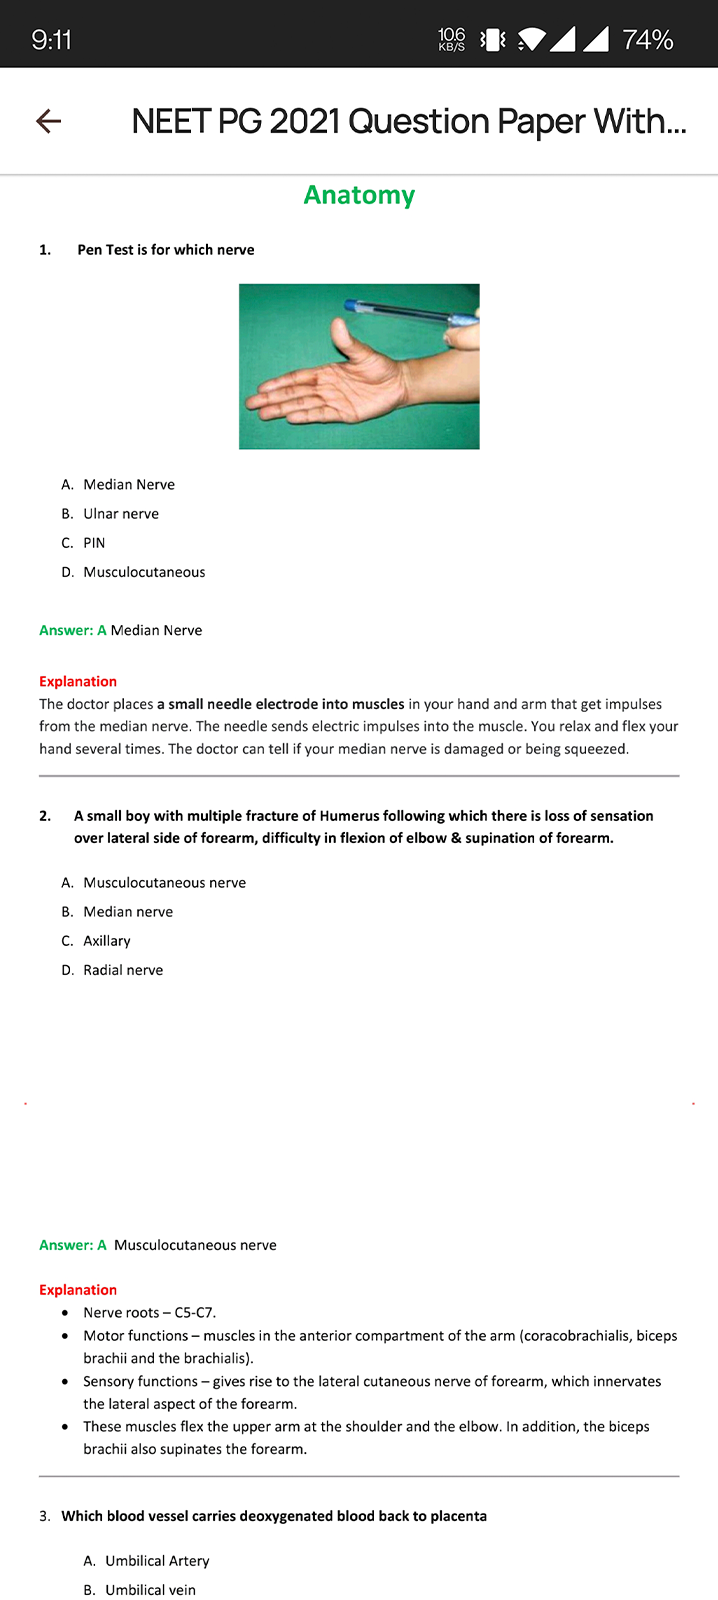 9:11
10.6
KB/S
74%
NEET PG 2021 Question Paper With...
Anatomy
1. Pen Test is for which nerve
A. Median Nerve
B. Ulnar nerve
C. PIN
D. Musculocutaneous
Answer: A Median Nerve
Explanation
The doctor places a small needle electrode into muscles in your hand and arm that get impulses
from the median nerve. The needle sends electric impulses into the muscle. You relax and flex your
hand several times. The doctor can tell if your median nerve is damaged or being squeezed.
2. A small boy with multiple fracture of Humerus following which there is loss of sensation
over lateral side of forearm, difficulty in flexion of elbow & supination of forearm.
A. Musculocutaneous nerve
B. Median nerve
C. Axillary
D. Radial nerve
Answer: A Musculocutaneous nerve
Explanation
• Nerve roots – C5-C7.
• Motor functions – muscles in the anterior compartment of the arm (coracobrachialis, biceps
brachii and the brachialis).
• Sensory functions – gives rise to the lateral cutaneous nerve of forearm, which innervates
the lateral aspect of the forearm.
• These muscles flex the upper arm at the shoulder and the elbow. In addition, the biceps
brachii also supinates the forearm.
3. Which blood vessel carries deoxygenated blood back to placenta
A. Umbilical Artery
B. Umbilical vein